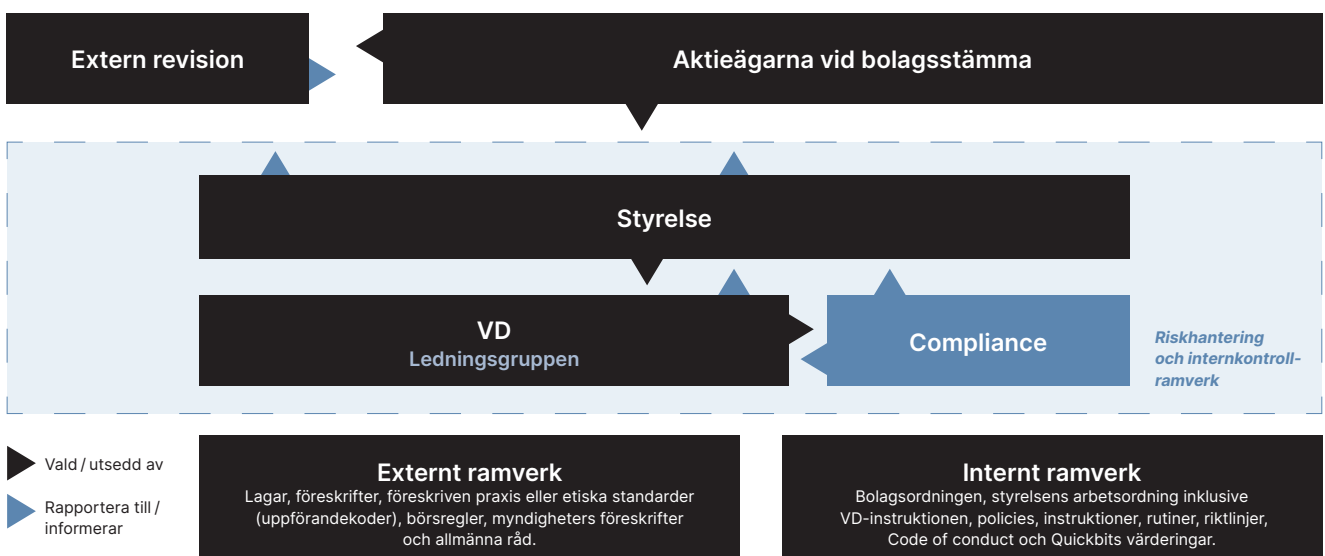 Extern revision
Aktieägarna vid bolagsstämma
Styrelse
VD
Ledningsgruppen
Compliance
Riskhantering
och internkontroll-
ramverk
Vald / utsedd av
Rapportera till /
informerar
Externt ramverk
Lagar, föreskrifter, föreskriven praxis eller etiska standarder
(uppförandekoder), börsregler, myndigheters föreskrifter
och allmänna råd.
Internt ramverk
Bolagsordningen, styrelsens arbetsordning inklusive
VD-instruktionen, policies, instruktioner, rutiner, riktlinjer,
Code of conduct och Quickbits värderingar.